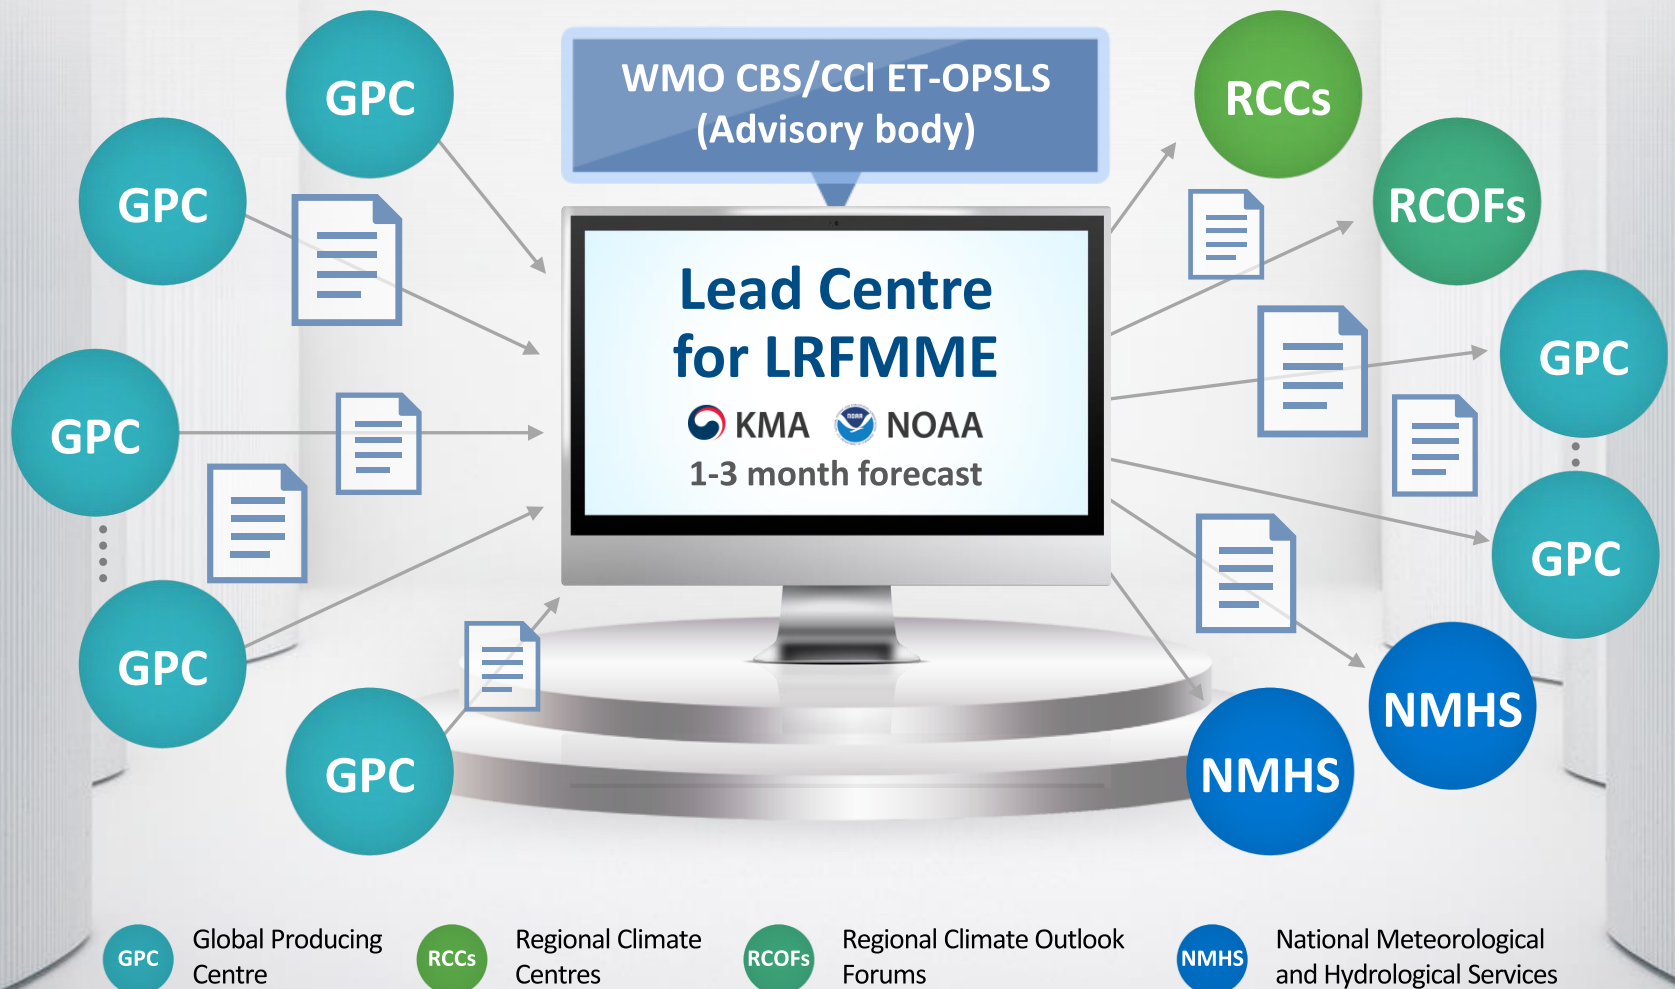 WMO CBS/CCl ET-OPSLS
(Advisory body)
GPC
GPC
GPC
GPC
GPC
Lead Centre
for LRFMME
KMA NOAA
1-3 month forecast
RCCs
RCOFs
GPC
GPC
NMHS
NMHS
GPC Global Producing
Centre
RCCs Regional Climate
Centres
RCOFs Regional Climate Outlook
Forums
NMHS National Meteorological
and Hydrological Services